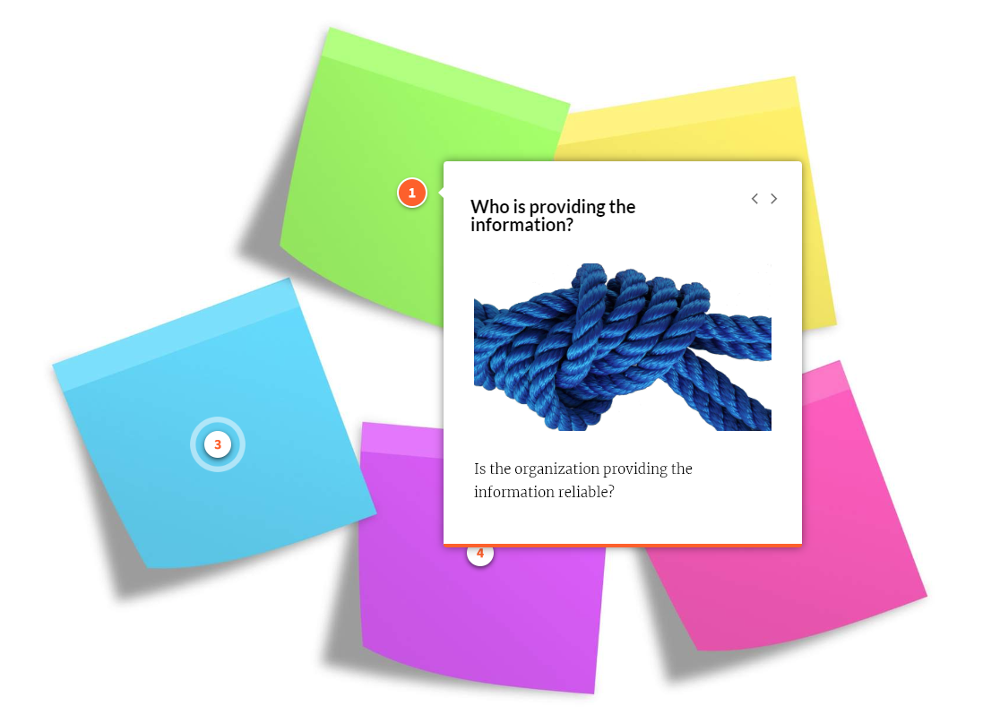 1
Who is providing the
information?
Is the organization providing the
information reliable?
3
4